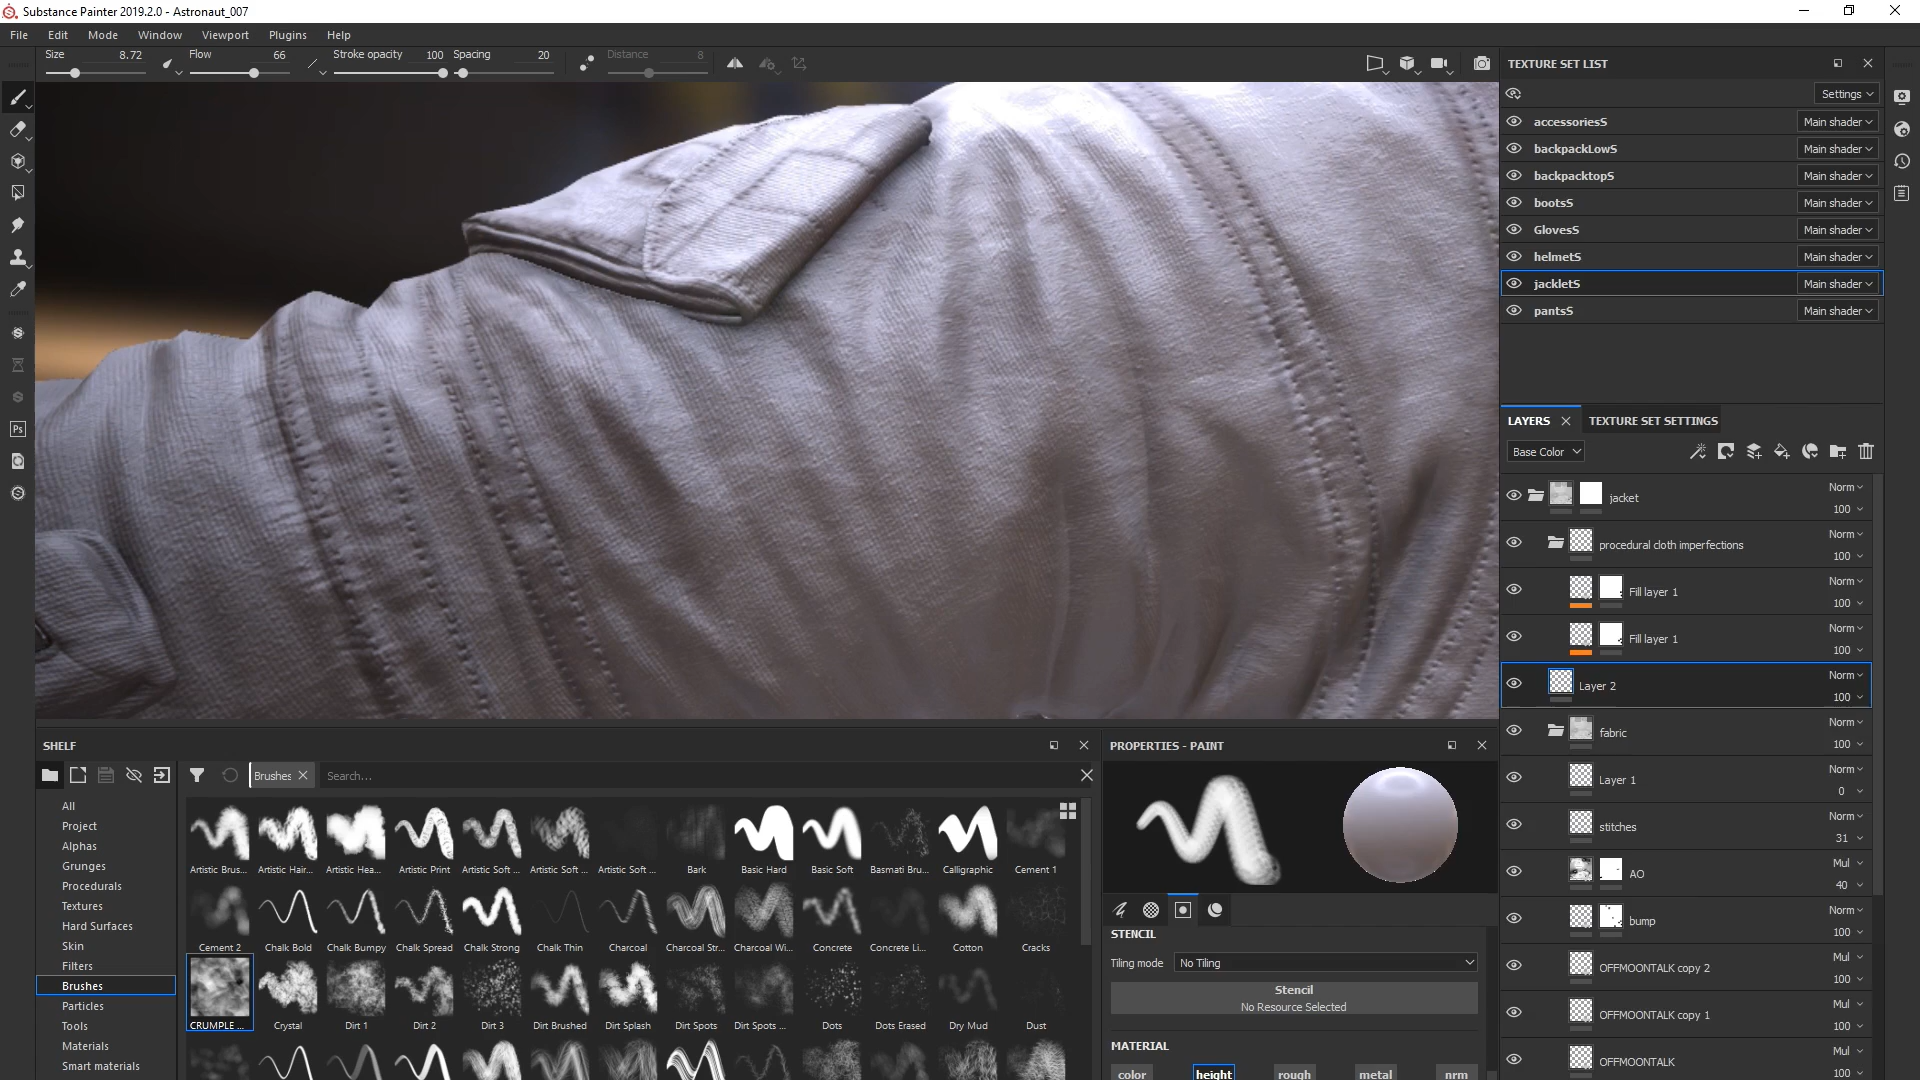 Substance Painter 2019.2.0 - Astronaut_007
File Edit Mode Window Viewport Plugins Help
Size 8.72 Flow 66 Stroke opacity 100 Spacing 20 Distance 8
TEXTURE SET LIST
Settings
accessoriesS Main shader
backpackLowS Main shader
backpacktopS Main shader
bootsS Main shader
GlovesS Main shader
helmetS Main shader
jackletS Main shader
pantsS Main shader
LAYERS TEXTURE SET SETTINGS
Base Color
jacket Norm 100
procedural cloth imperfections Norm 100
Fill layer 1 Norm 100
Fill layer 1 Norm 100
Layer 2 Norm 100
fabric Norm 100
Layer 1 Norm 0
stitches Norm 31
AO Mul 40
bump Norm 100
OFFMOONTALK copy 2 Mul 100
OFFMOONTALK copy 1 Mul 100
OFFMOONTALK Mul 100
Ps
SHELF
Brushes Search...
All
Project
Alphas
Grunges
Procedurals
Textures
Hard Surfaces
Skin
Filters
Brushes
Particles
Tools
Materials
Smart materials
Artistic Brus... Artistic Hair... Artistic Hea... Artistic Print Artistic Soft ... Artistic Soft ... Artistic Soft ... Bark Basic Hard Basic Soft Basmati Bru... Calligraphic Cement 1
Cement 2 Chalk Bold Chalk Bumpy Chalk Spread Chalk Strong Chalk Thin Charcoal Charcoal Str... Charcoal Wi... Concrete Concrete Li... Cotton Cracks
CRUMPLE ... Crystal Dirt 1 Dirt 2 Dirt 3 Dirt Brushed Dirt Splash Dirt Spots Dirt Spots ... Dots Dots Erased Dry Mud Dust
PROPERTIES - PAINT
STENCIL
Tiling mode No Tiling
Stencil
No Resource Selected
MATERIAL
color height rough metal nrm